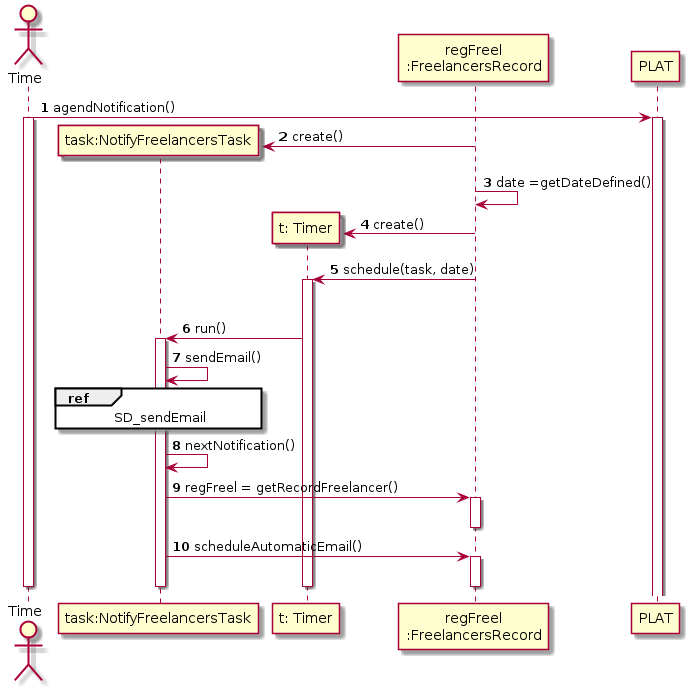 Time
regFreel
:FreelancersRecord
PLAT
1 agendNotification()
task:NotifyFreelancersTask
2 create()
3 date =getDateDefined()
t: Timer
4 create()
5 schedule(task, date)
6 run()
7 sendEmail()
ref
SD_sendEmail
8 nextNotification()
9 regFreel = getRecordFreelancer()
10 scheduleAutomaticEmail()
Time
task:NotifyFreelancersTask
t: Timer
regFreel
:FreelancersRecord
PLAT